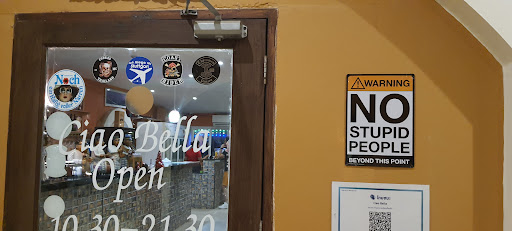 Noch
Ciao Bella
Open
10.30-21.30
WARNING
NO
STUPID
PEOPLE
BEYOND THIS POINT